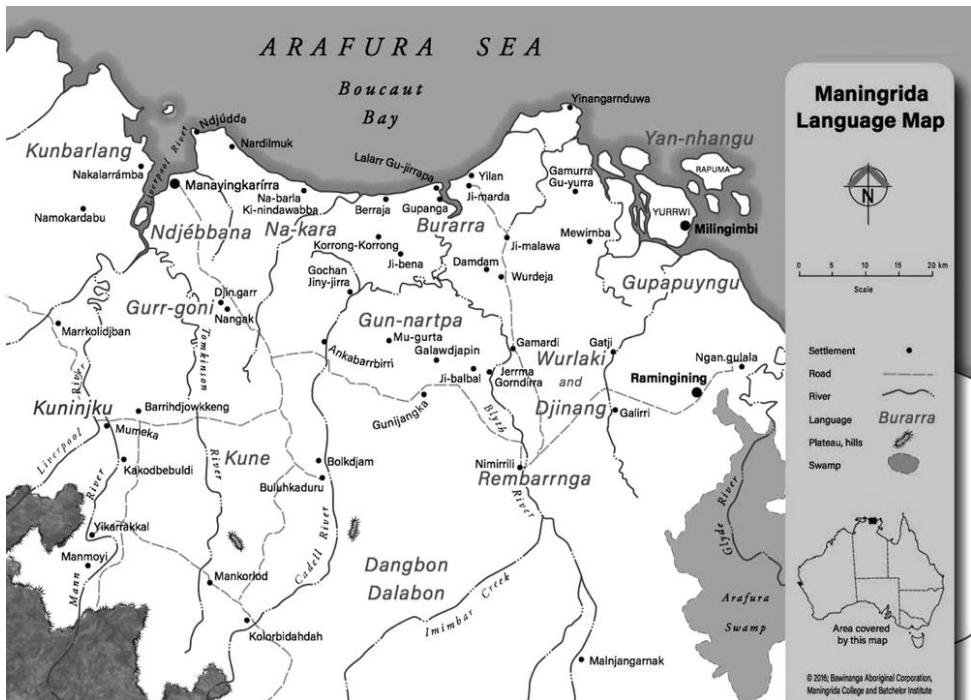 ARAFURA SEA
Boucaut
Bay
Yinangarnduwa
Yan-nhangu
RAPUMA
Ndjúdda
Kunbarlang
Nardilmuk
Nakalarrámba
Liverpool River
Lalarr Gu-jirrapa
Yilan
Gamurra
Gu-yurra
Manayingkarírra
Na-barla
Ki-nindawabba
Ji-marda
Berraja
Gupanga
YURRWI
Milingimbi
Namokardabu
Ndjébbana
Na-kara
Burarra
Korrong-Korrong
Ji-malawa
Mewirnba
Ji-bena
Damdam
Wurdeja
Gochan
Jiny-jirra
Gupapuyngu
Djin.garr
Gurr-goni
Nangak
Gun-nartpa
Marrkolidjban
Tomkinson
River
Ankabarrbirri
Mu-gurta
Galawdjapin
Gamardi
Wurlaki
and
Djinang
Gatji
Ngan.gulala
Ji-balbal
Jerrma
Gorndírra
Ramingining
Gunijangka
Blyth
River
Galirri
Kuninjku
Barrihdjowkkeng
Mumeka
Liverpool
River
Kakodbebuldi
Kune
Bolkdjam
Buluhkaduru
Nimirrili
Rembarrnga
Yikarrakkal
Manmoyi
Mann
River
Mankorlod
Cadell River
Kolorbidahdah
Dangbon
Dalabon
Imimbar Creek
Malnjangarnak
Glyde River
Arafura
Swamp
Maningrida
Language Map
N
0 5 10 15 20 km
Scale
Settlement
Road
River
Language Burarra
Plateau, hills
Swamp
Area covered
by this map
© 2016; Bawinanga Aboriginal Corporation,
Maningrida College and Batchelor Institute